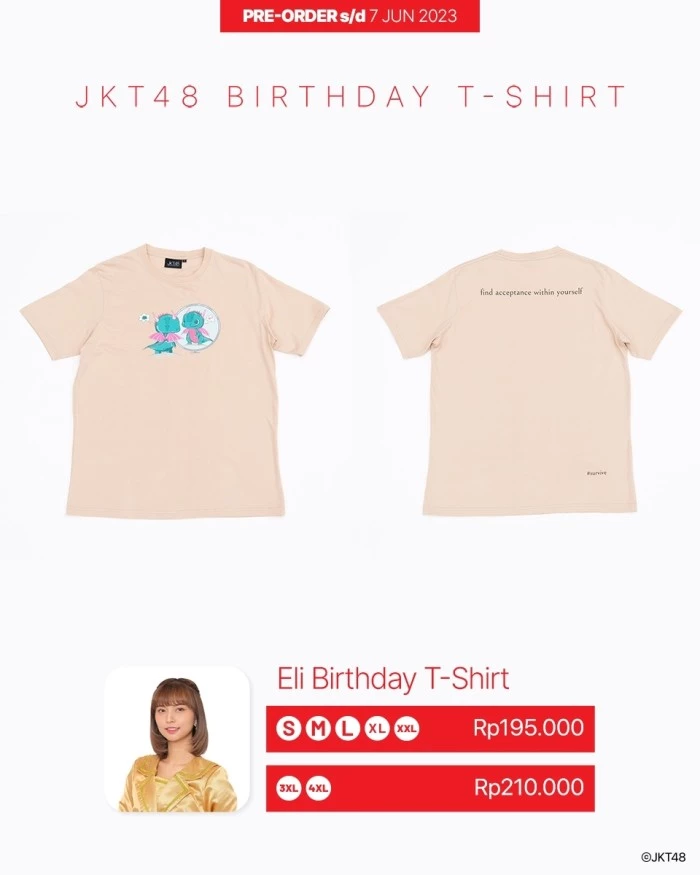 PRE-ORDER s/d 7 JUN 2023
JKT48 BIRTHDAY T-SHIRT
JKT48
find acceptance within yourself
Eli Birthday T-Shirt
S M L XL XXL Rp195.000
3XL 4XL Rp210.000
©JKT48